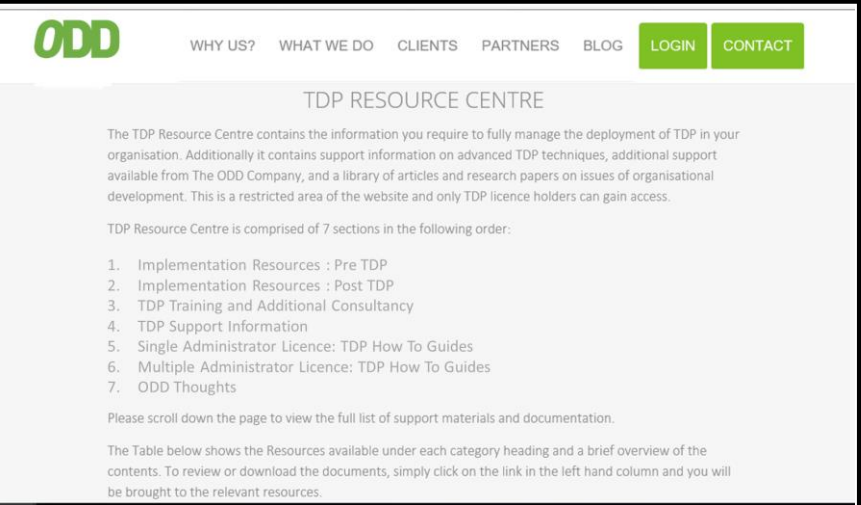 ODD
WHY US? WHAT WE DO CLIENTS PARTNERS BLOG LOGIN CONTACT
TDP RESOURCE CENTRE
The TDP Resource Centre contains the information you require to fully manage the deployment of TDP in your
organisation. Additionally it contains support information on advanced TDP techniques, additional support
available from The ODD Company, and a library of articles and research papers on issues of organisational
development. This is a restricted area of the website and only TDP licence holders can gain access.
TDP Resource Centre is comprised of 7 sections in the following order:
1. Implementation Resources : Pre TDP
2. Implementation Resources : Post TDP
3. TDP Training and Additional Consultancy
4. TDP Support Information
5. Single Administrator Licence: TDP How To Guides
6. Multiple Administrator Licence: TDP How To Guides
7. ODD Thoughts
Please scroll down the page to view the full list of support materials and documentation.
The Table below shows the Resources available under each category heading and a brief overview of the
contents. To review or download the documents, simply click on the link in the left hand column and you will
be brought to the relevant resources.